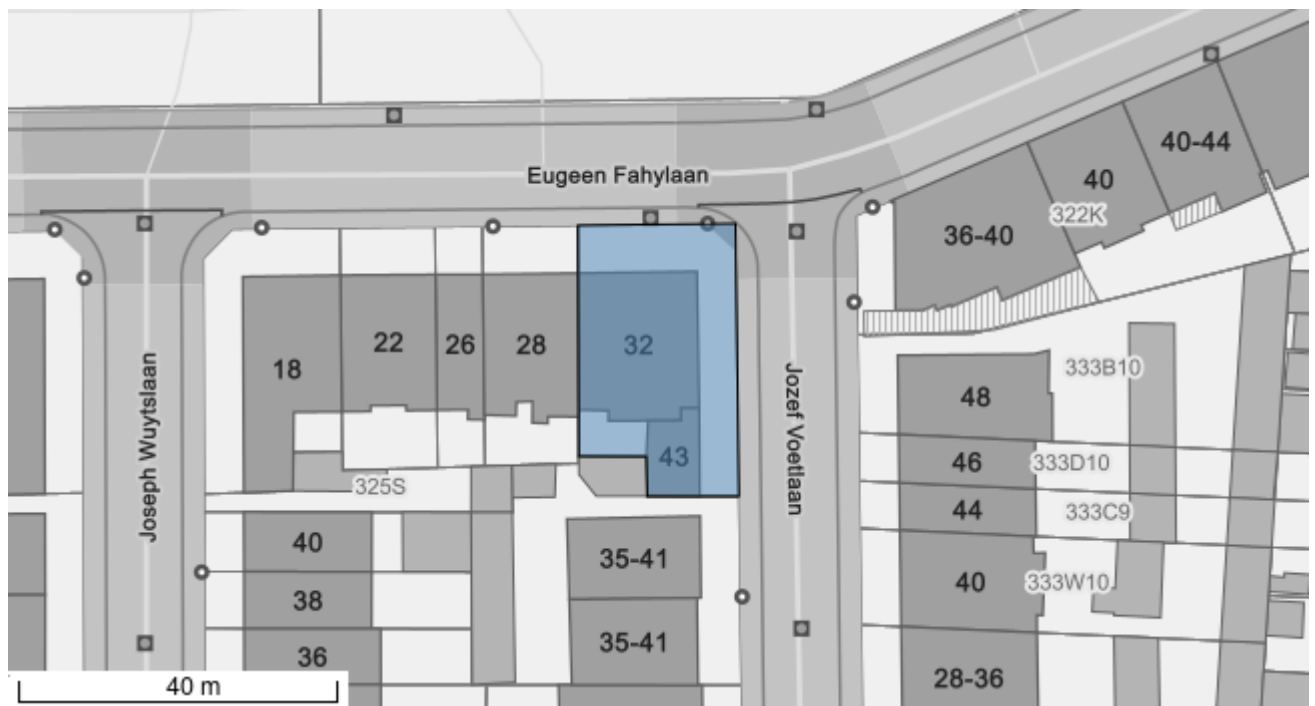 Eugeen Fahylaan
40-44
40
322K
36-40
Joseph Wuytslaan
18
22
26
28
32
43
Jozef Voetlaan
325S
333B10
48
46
333D10
44
333C9
40
333W10
28-36
40
38
36
35-41
35-41
40 m